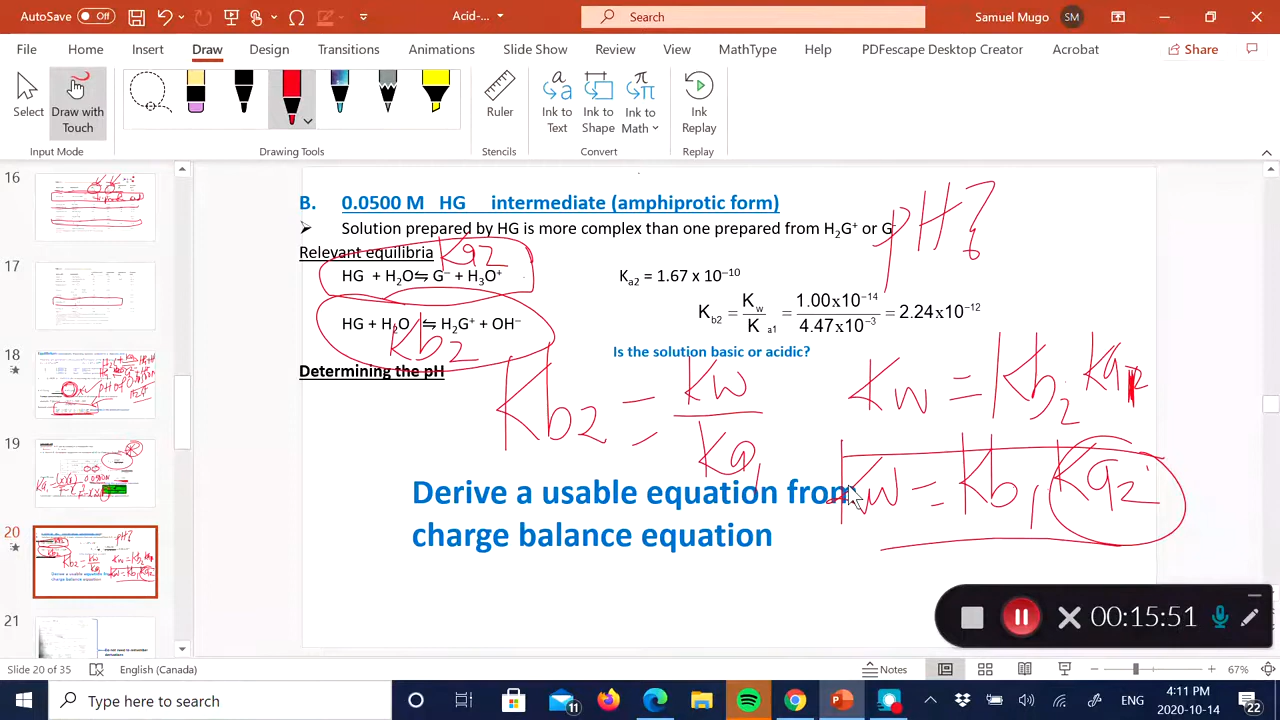 AutoSave Off Acid-... Search Samuel Mugo SM
File Home Insert Draw Design Slide Show Transitions Animations Review View MathType Help PDFescape Desktop Creator Acrobat Share
Select Draw with Touch Ruler Ink to Text Ink to Shape Ink to Math Ink Replay
Input Mode Drawing Tools Stencils Convert Replay
16
17
18
19
20
21
B. 0.0500 M HG intermediate (amphiprotic form)
pH?
Solution prepared by HG is more complex than one prepared from H₂G⁺ or G
Relevant equilibria
Ka2
HG + H₂O ⇋ G⁻ + H₃O⁺ Ka2 = 1.67 x 10⁻¹⁰
Kb2 = Kw / Ka1 = 1.00x10⁻¹⁴ / 4.47x10⁻³ = 2.24x10⁻¹²
HG + H₂O ⇋ H₂G⁺ + OH⁻
Kb2
Is the solution basic or acidic?
Determining the pH
Kb2 = Kw / Ka1
Kw = Kb2 . Ka1
Kw = Kb1 Ka2
Derive a usable equation from
charge balance equation
00:15:51
Slide 20 of 35 English (Canada) Notes 67%
Type here to search 11 ENG 4:11 PM 2020-10-14 22